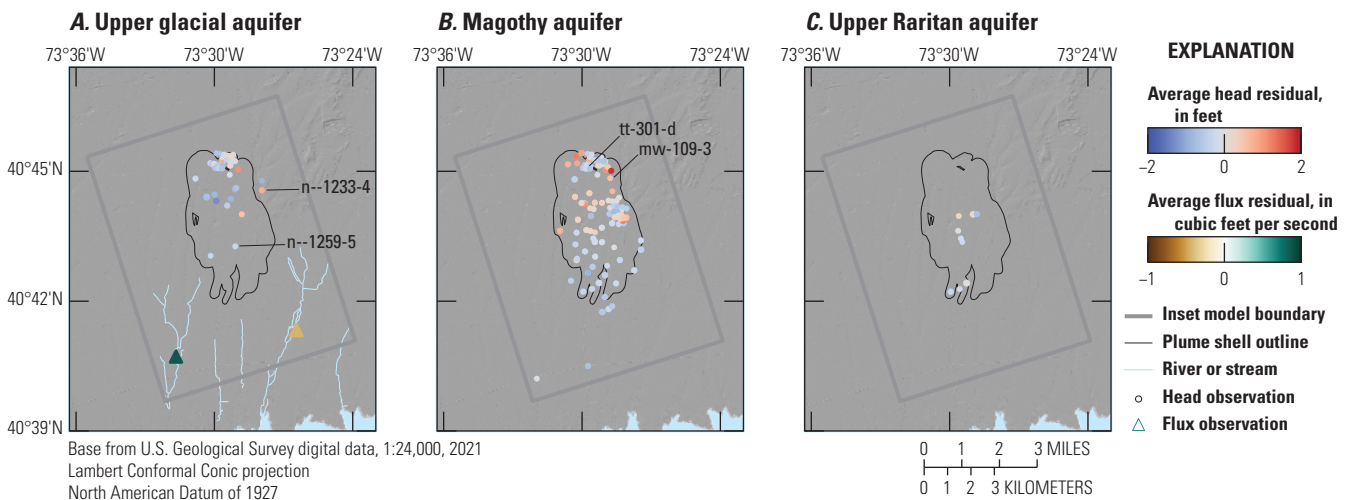 A. Upper glacial aquifer
73°36'W 73°30'W 73°24'W
40°45'N
40°42'N
40°39'N
n--1233-4
n--1259-5
B. Magothy aquifer
73°36'W 73°30'W 73°24'W
tt-301-d
mw-109-3
C. Upper Raritan aquifer
73°36'W 73°30'W 73°24'W
EXPLANATION
Average head residual,
in feet
–2 0 2
Average flux residual, in
cubic feet per second
–1 0 1
Inset model boundary
Plume shell outline
River or stream
Head observation
Flux observation
Base from U.S. Geological Survey digital data, 1:24,000, 2021
Lambert Conformal Conic projection
North American Datum of 1927
0 1 2 3 MILES
0 1 2 3 KILOMETERS